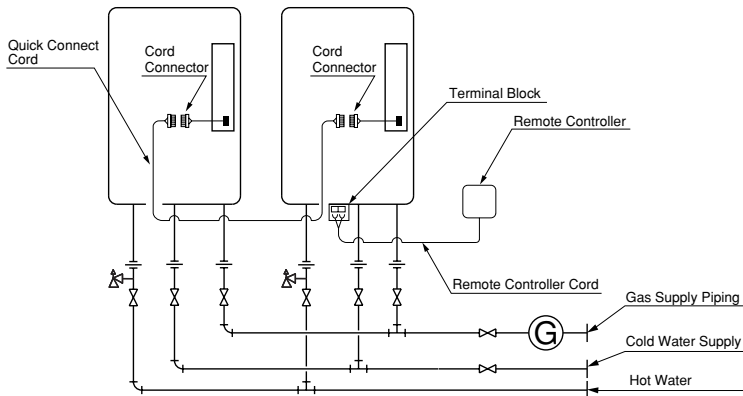 Quick Connect
Cord
Cord
Connector
Cord
Connector
Terminal Block
Remote Controller
Remote Controller Cord
Gas Supply Piping
G
Cold Water Supply
Hot Water